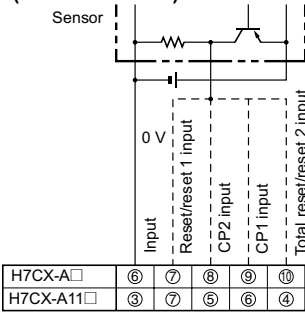 Sensor
0 V
Input
Reset/reset 1 input
CP2 input
CP1 input
Total reset/reset 2 input
H7CX-A□ ⑥ ⑦ ⑧ ⑨ ⑩
H7CX-A11□ ③ ⑦ ⑤ ⑥ ④